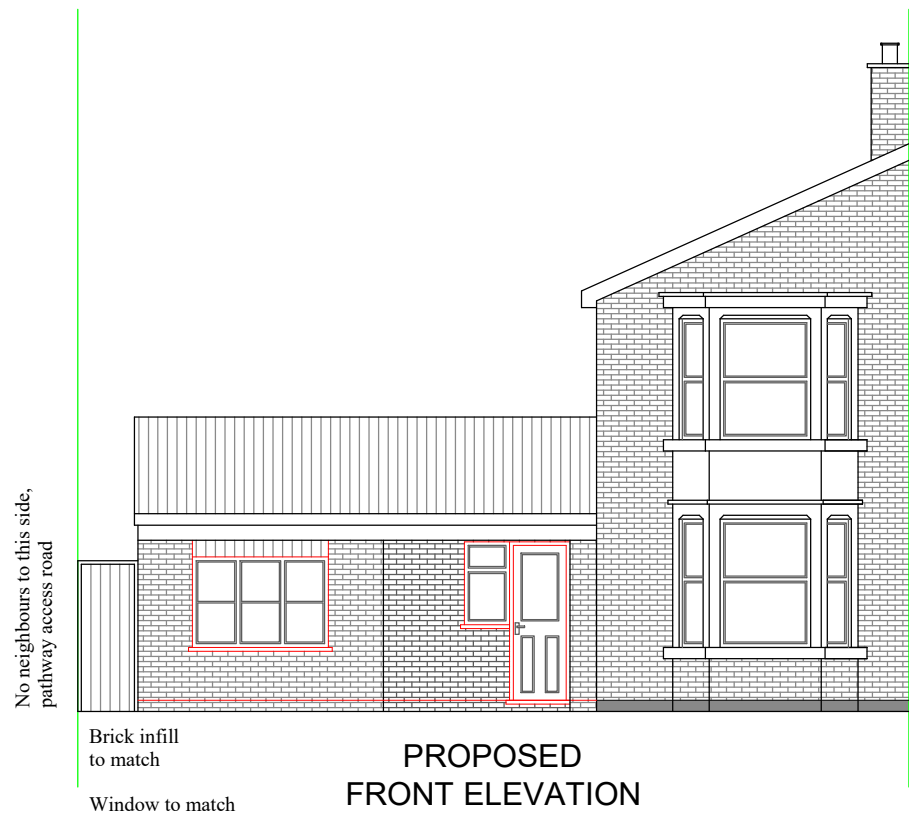 No neighbours to this side,
pathway access road
Brick infill
to match
Window to match
PROPOSED
FRONT ELEVATION